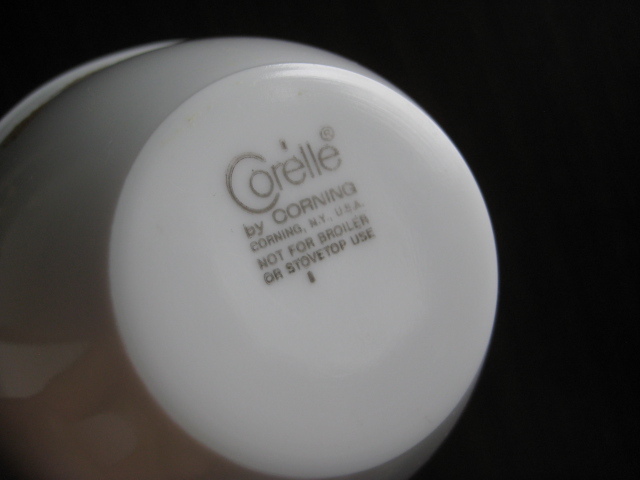 Corelle®
by CORNING
CORNING, N.Y., U.S.A.
NOT FOR BROILER
OR STOVETOP USE